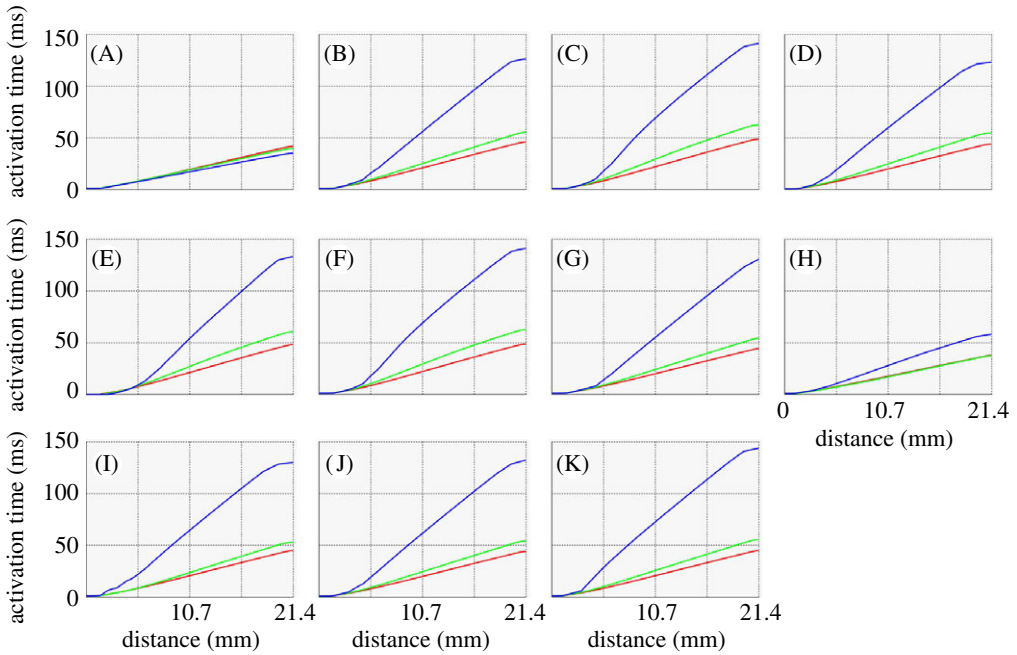 activation time (ms)
150
100
50
0
(A)
(B)
(C)
(D)
activation time (ms)
150
100
50
0
(E)
(F)
(G)
(H)
0
10.7
21.4
distance (mm)
activation time (ms)
150
100
50
0
(I)
(J)
(K)
10.7
21.4
distance (mm)
10.7
21.4
distance (mm)
10.7
21.4
distance (mm)